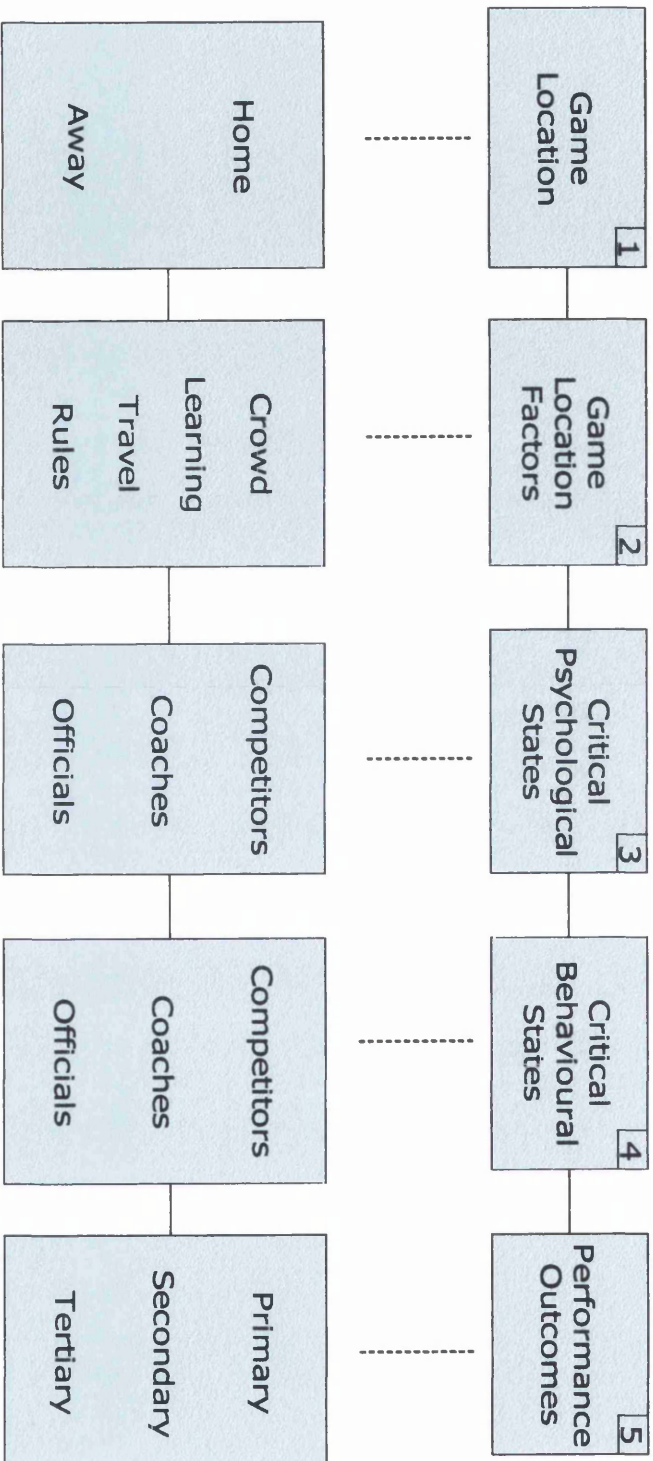 1
Game
Location
2
Game
Location
Factors
3
Critical
Psychological
States
4
Critical
Behavioural
States
5
Performance
Outcomes
Home
Away
Crowd
Learning
Travel
Rules
Competitors
Coaches
Officials
Competitors
Coaches
Officials
Primary
Secondary
Tertiary